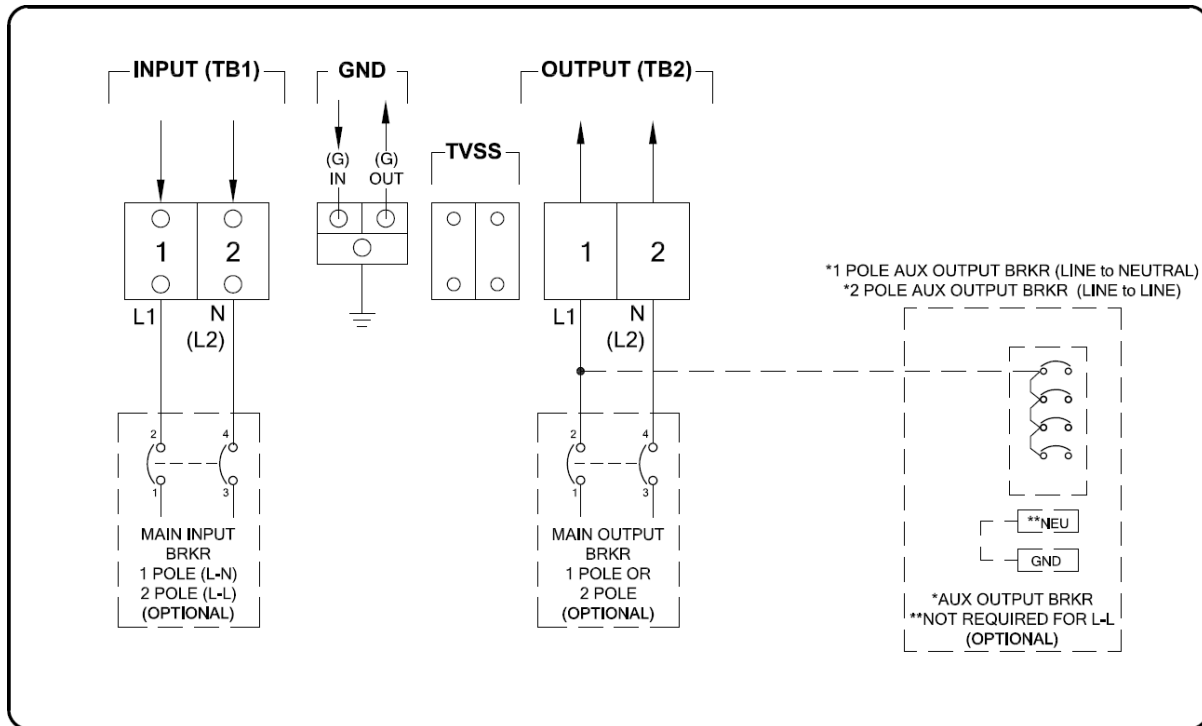 INPUT (TB1)
GND
OUTPUT (TB2)
(G)
IN
(G)
OUT
TVSS
1
2
1
2
L1
N
(L2)
L1
N
(L2)
*1 POLE AUX OUTPUT BRKR (LINE to NEUTRAL)
*2 POLE AUX OUTPUT BRKR (LINE to LINE)
2
4
1
3
MAIN INPUT
BRKR
1 POLE (L-N)
2 POLE (L-L)
(OPTIONAL)
2
4
1
3
MAIN OUTPUT
BRKR
1 POLE OR
2 POLE
(OPTIONAL)
**NEU
GND
*AUX OUTPUT BRKR
**NOT REQUIRED FOR L-L
(OPTIONAL)